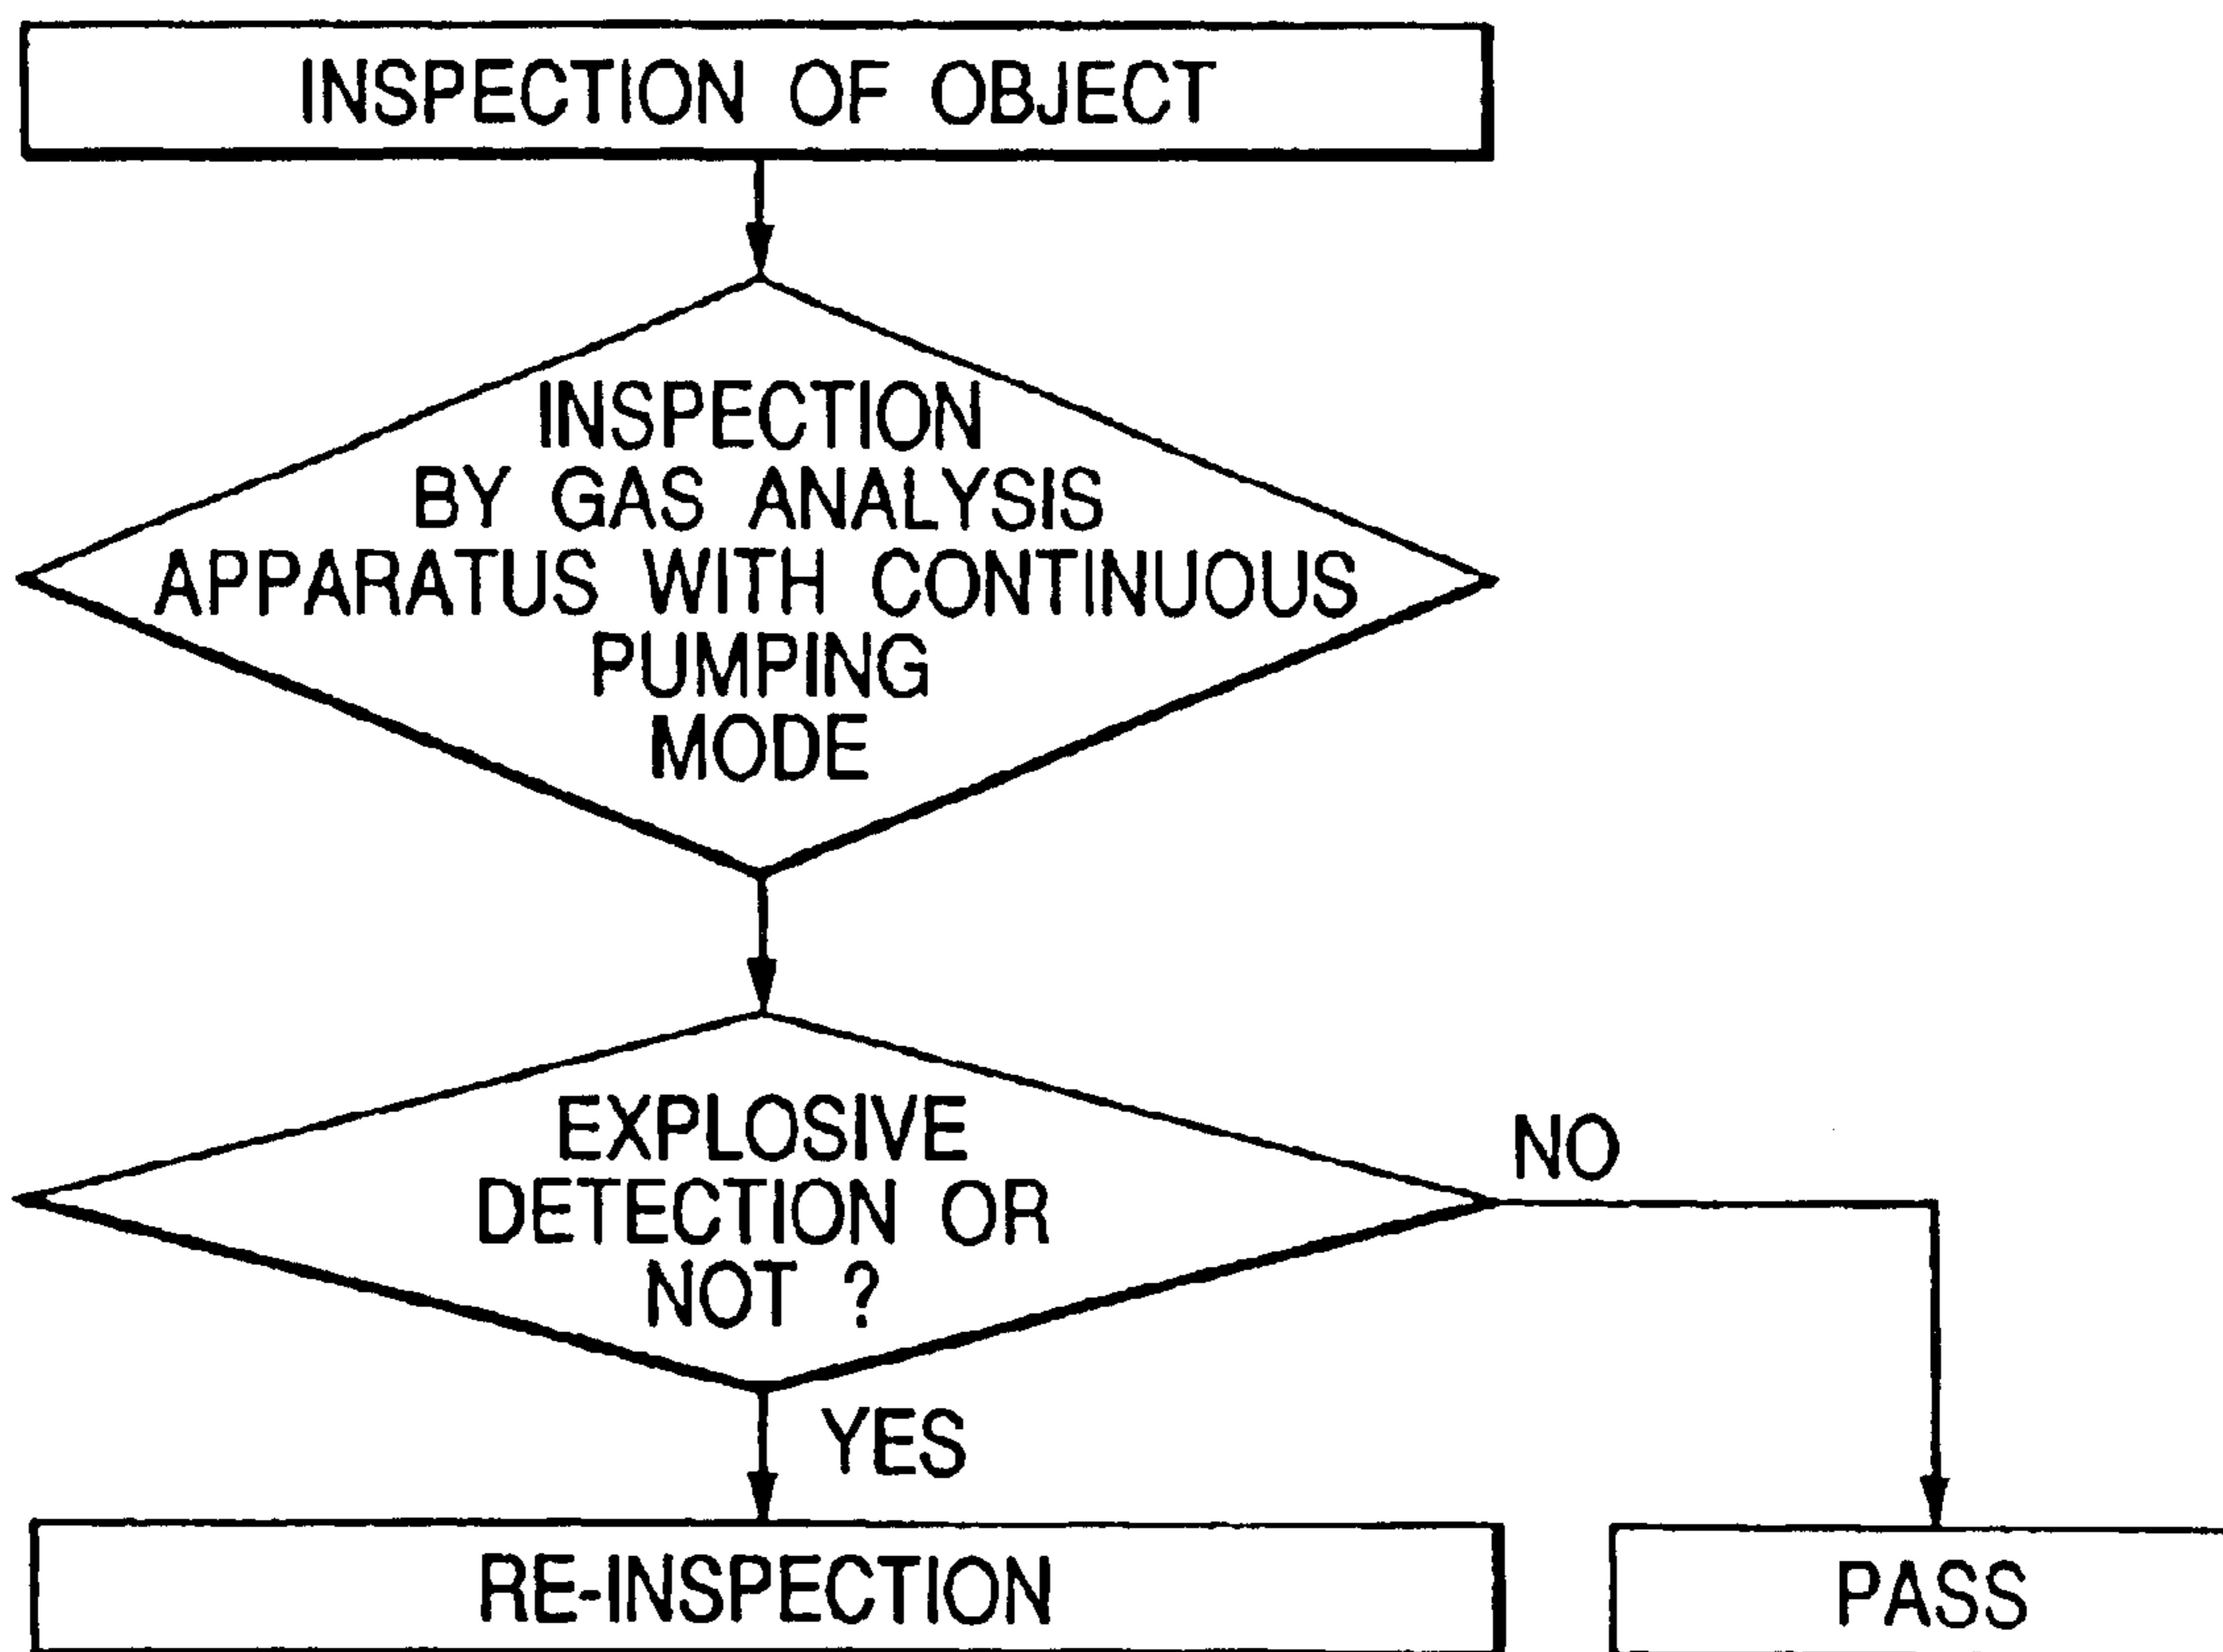 INSPECTION OF OBJECT
INSPECTION
BY GAS ANALYSIS
APPARATUS WITH CONTINUOUS
PUMPING
MODE
EXPLOSIVE
DETECTION OR
NOT ?
NO
YES
RE-INSPECTION
PASS